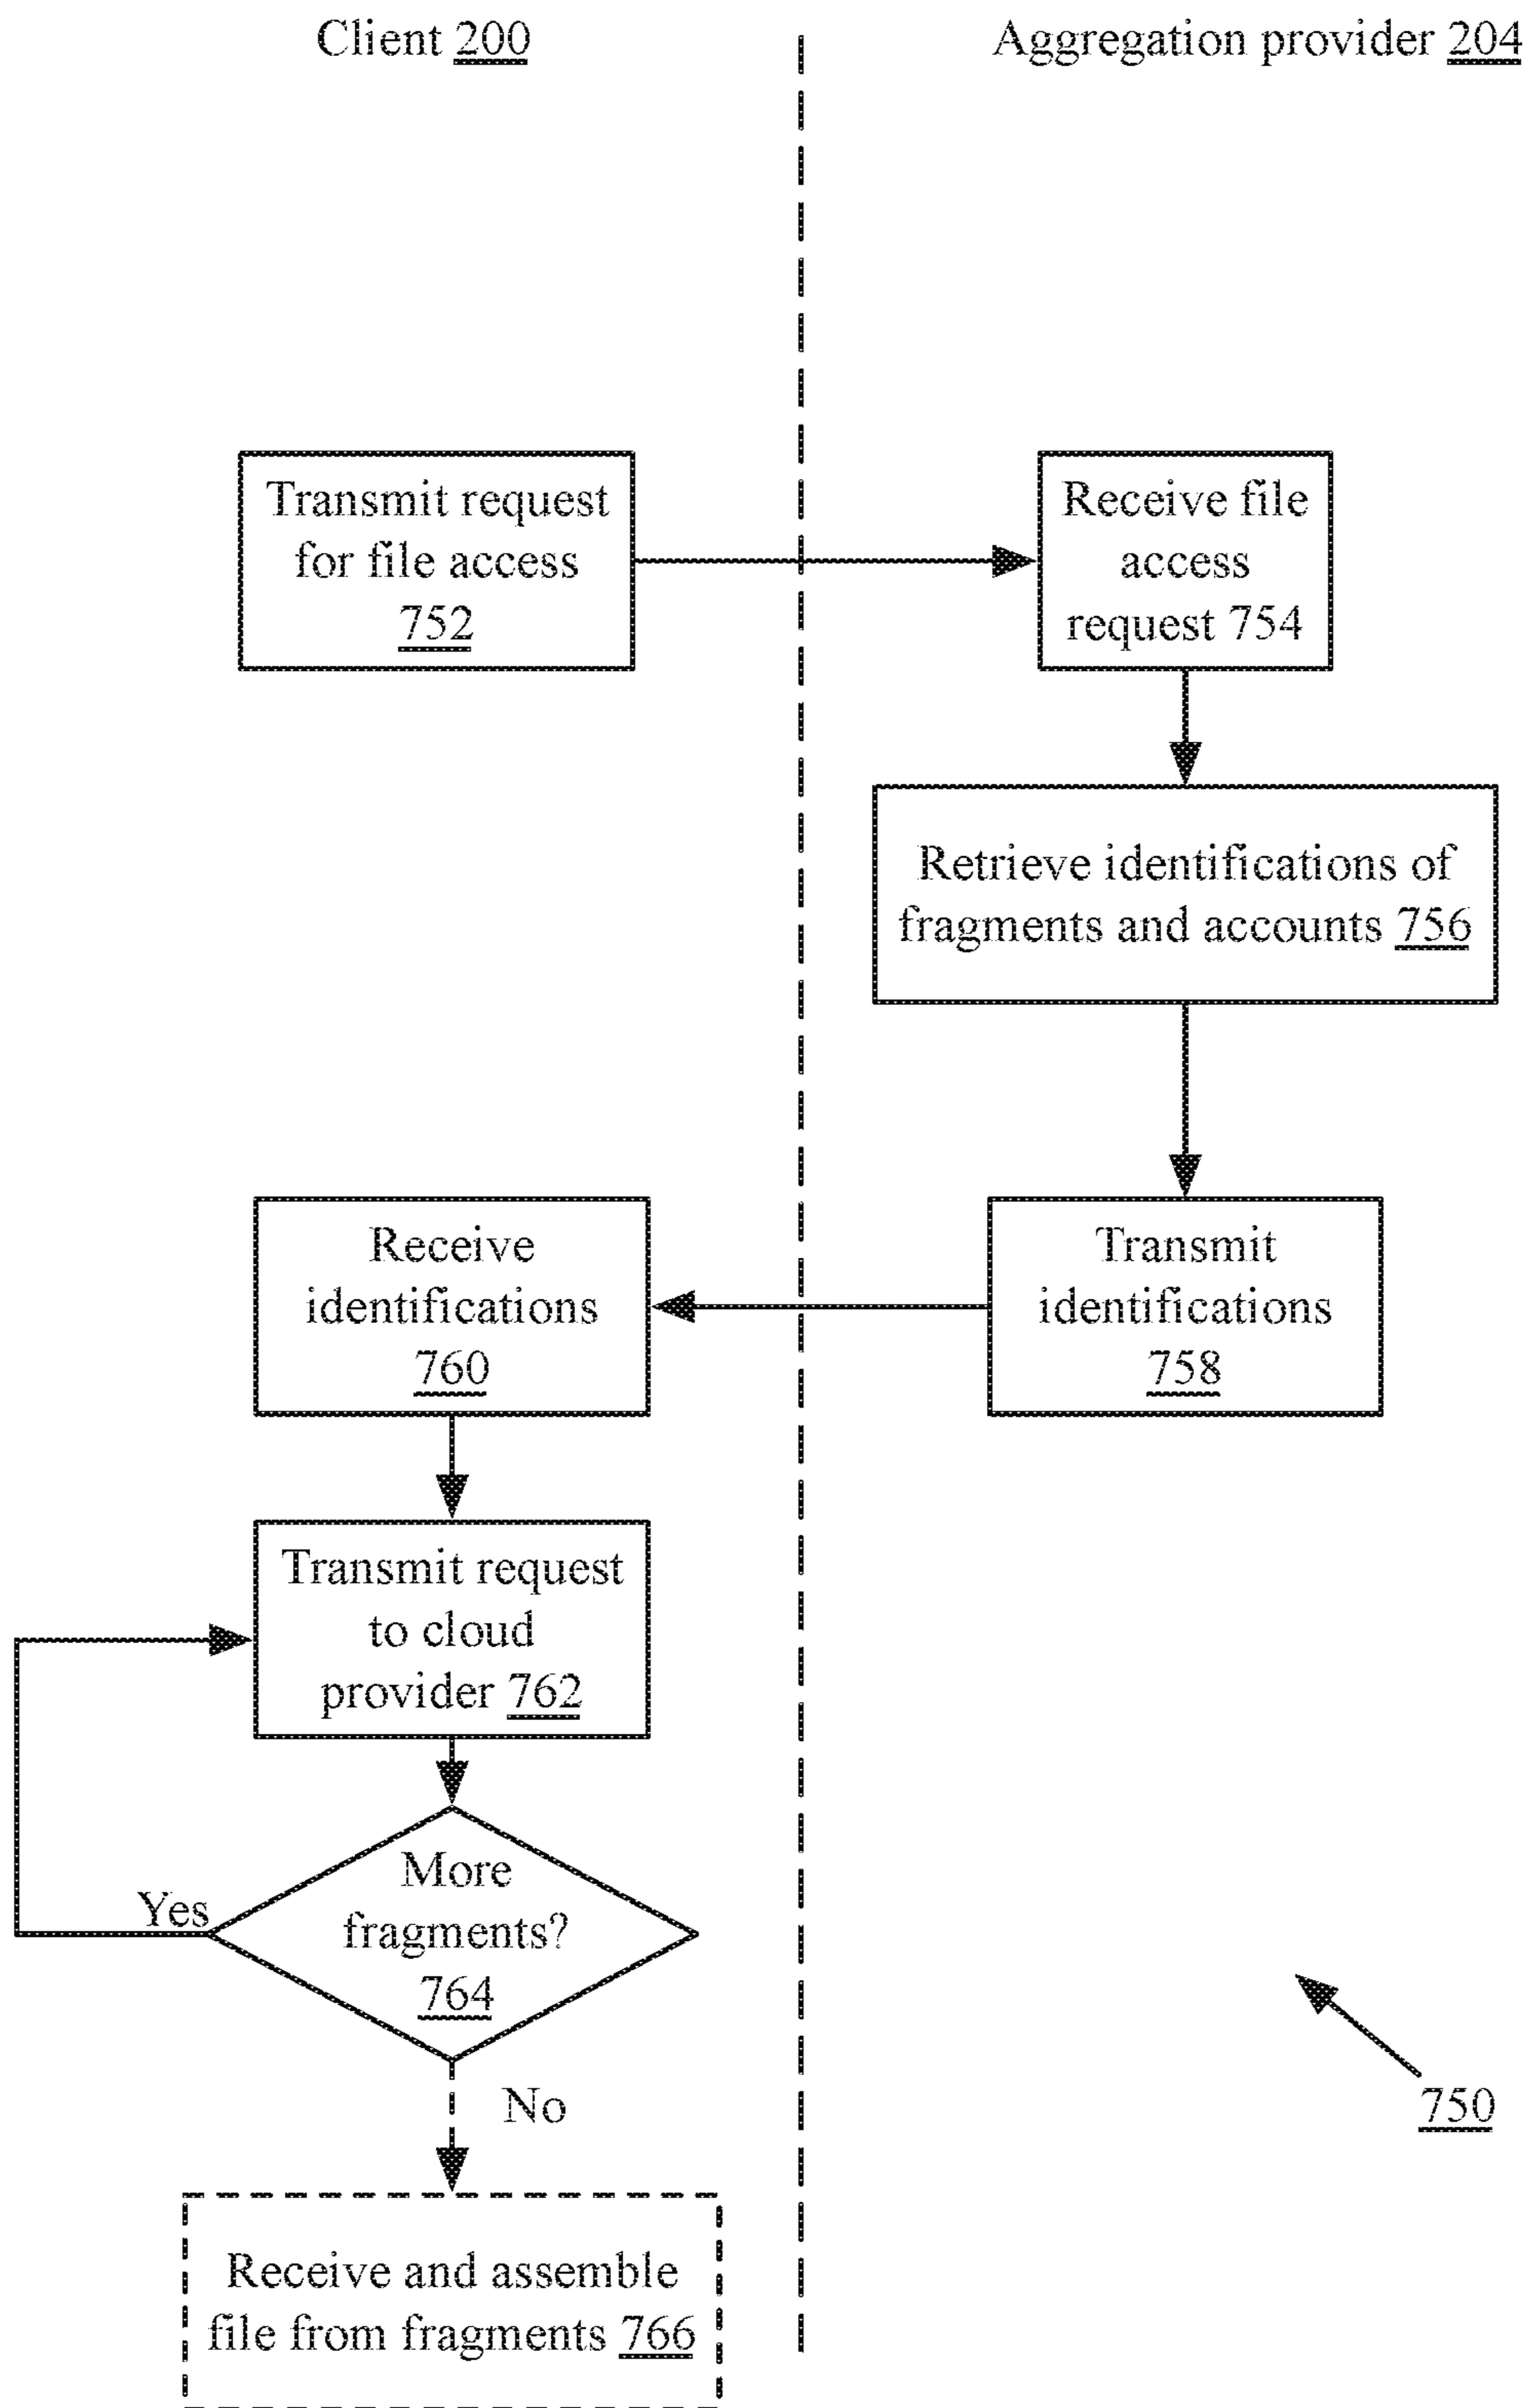 Client 200
Aggregation provider 204
Transmit request
for file access
752
Receive file
access
request 754
Retrieve identifications of
fragments and accounts 756
Transmit
identifications
758
Receive
identifications
760
Transmit request
to cloud
provider 762
More
fragments?
764
Yes
No
750
Receive and assemble
file from fragments 766